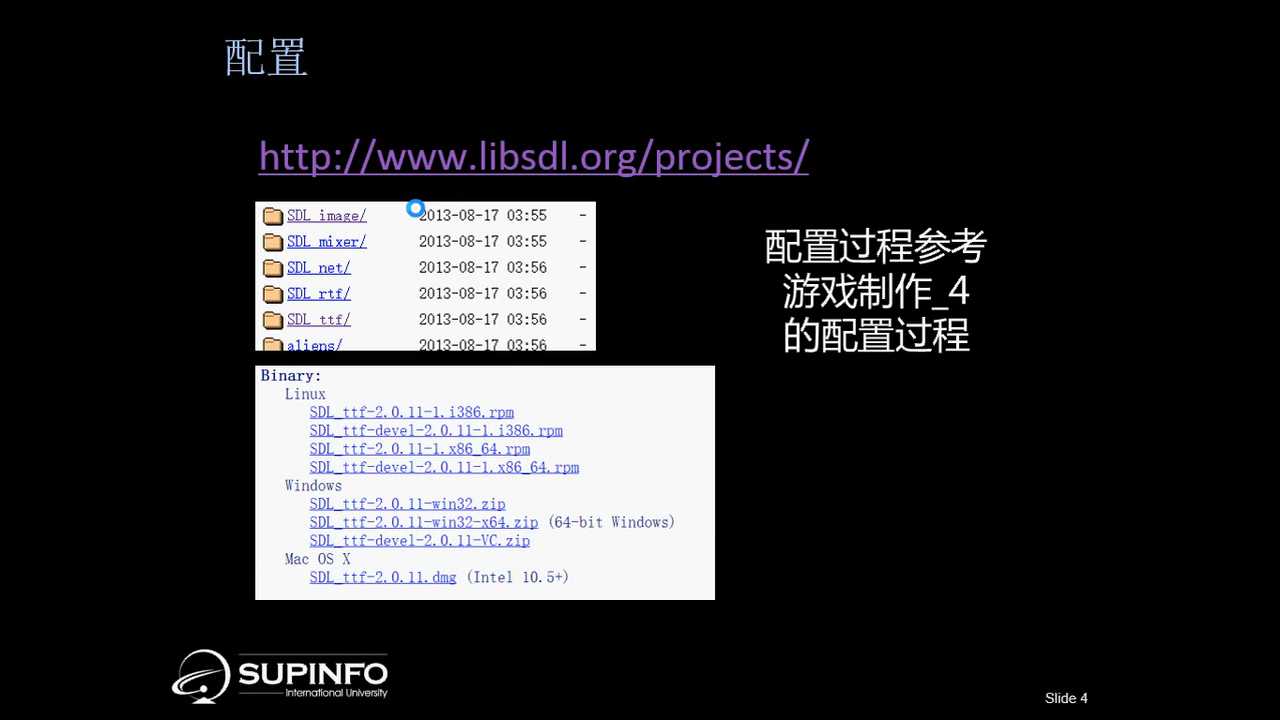 配置
http://www.libsdl.org/projects/
SDL_image/ 2013-08-17 03:55 -
SDL_mixer/ 2013-08-17 03:55 -
SDL_net/ 2013-08-17 03:56 -
SDL_rtf/ 2013-08-17 03:56 -
SDL_ttf/ 2013-08-17 03:56 -
aliens/ 2013-08-17 03:56 -
配置过程参考
游戏制作_4
的配置过程
Binary:
Linux
SDL_ttf-2.0.11-1.i386.rpm
SDL_ttf-devel-2.0.11-1.i386.rpm
SDL_ttf-2.0.11-1.x86_64.rpm
SDL_ttf-devel-2.0.11-1.x86_64.rpm
Windows
SDL_ttf-2.0.11-win32.zip
SDL_ttf-2.0.11-win32-x64.zip (64-bit Windows)
SDL_ttf-devel-2.0.11-VC.zip
Mac OS X
SDL_ttf-2.0.11.dmg (Intel 10.5+)
SUPINFO
International University
Slide 4